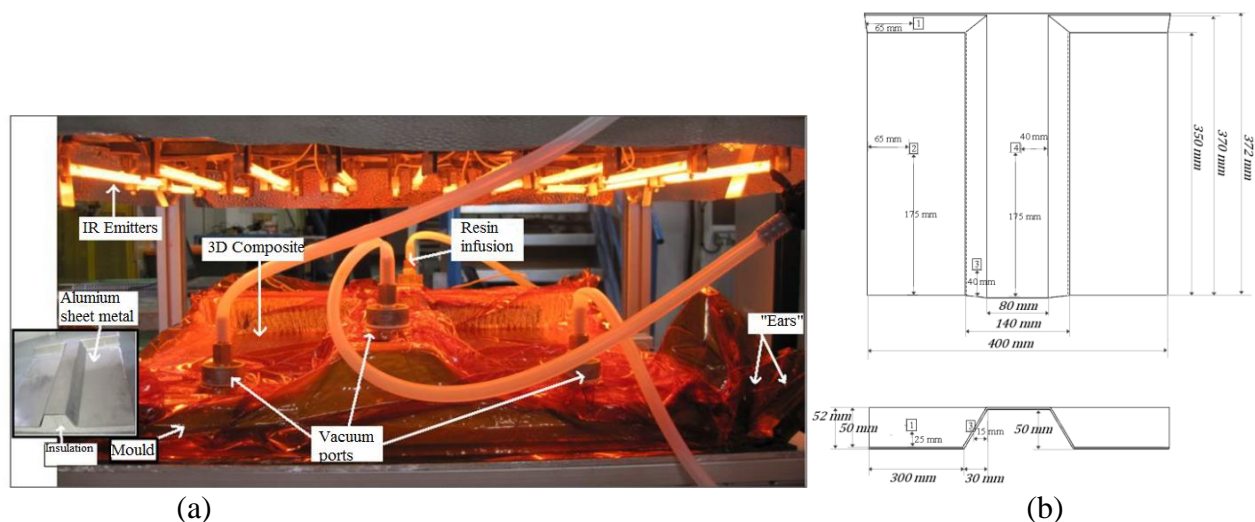 IR Emitters
3D Composite
Resin
infusion
Alumium
sheet metal
"Ears"
Insulation
Mould
Vacuum
ports
(a)
65 mm
1
65 mm
2
40 mm
4
175 mm
175 mm
3
40 mm
80 mm
140 mm
400 mm
350 mm
370 mm
372 mm
52 mm
50 mm
1
25 mm
3
15 mm
50 mm
300 mm
30 mm
(b)